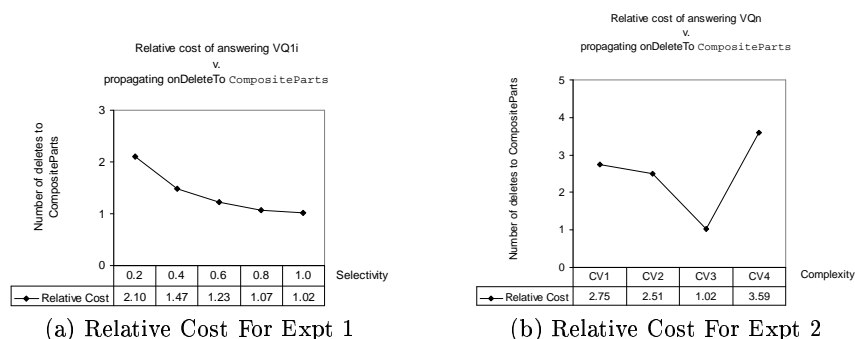 Relative cost of answering VQ1i
v.
propagating onDeleteTo CompositeParts
Number of deletes to
CompositeParts
3
2
1
0
0.2 0.4 0.6 0.8 1.0 Selectivity
Relative Cost 2.10 1.47 1.23 1.07 1.02
(a) Relative Cost For Expt 1
Relative cost of answering VQn
v.
propagating onDeleteTo CompositeParts
Number of deletes to CompositeParts
5
4
3
2
1
0
CV1 CV2 CV3 CV4 Complexity
Relative Cost 2.75 2.51 1.02 3.59
(b) Relative Cost For Expt 2